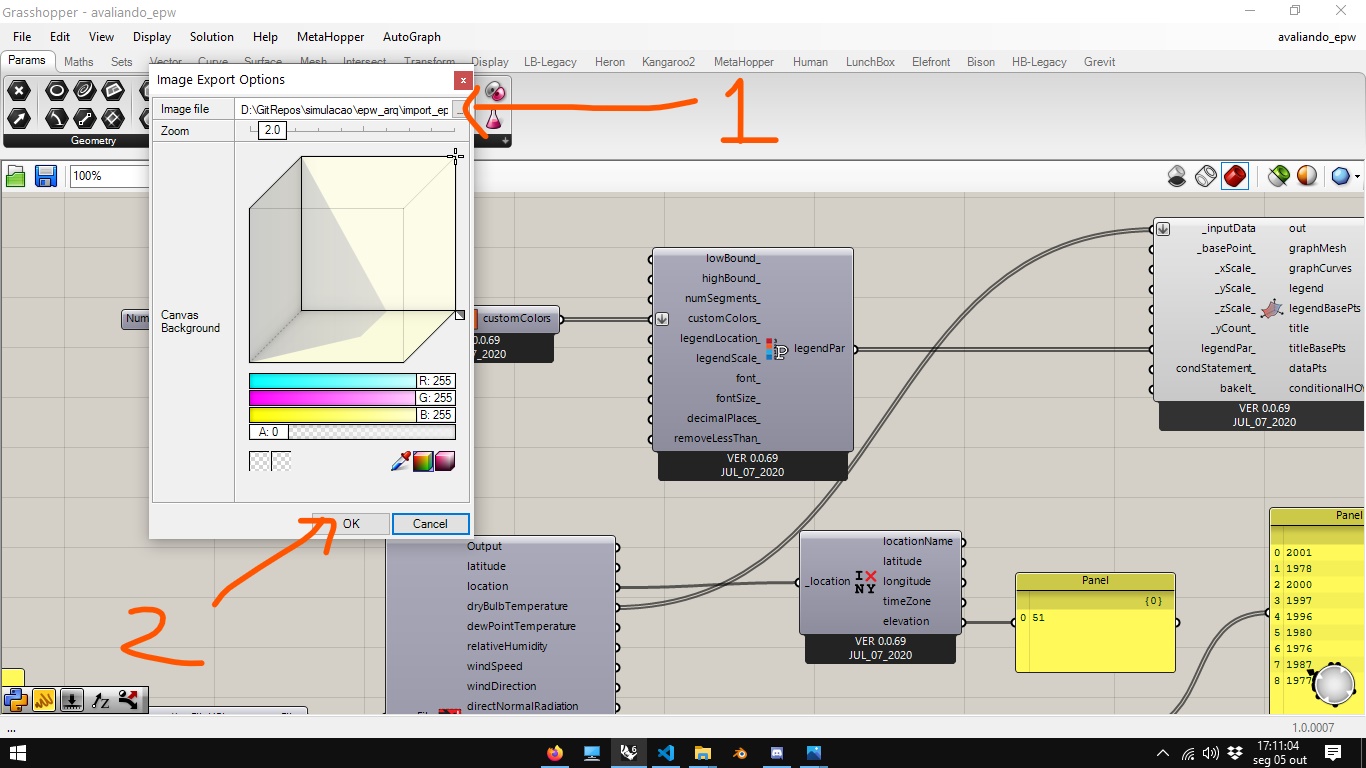 Grasshopper - avaliando_epw
File Edit View Display Solution Help MetaHopper AutoGraph avaliando_epw
Params Maths Sets Vector Curve Surface Mesh Intersect Transform Display LB-Legacy Heron Kangaroo2 MetaHopper Human LunchBox Elefront Bison HB-Legacy Grevit
Geometry
100%
Image Export Options
x
Image file D:\GitRepos\simulacao\epw_arq\import_ep
Zoom 2.0
Canvas
Background
R: 255
G: 255
B: 255
A: 0
OK Cancel
1
2
Num
customColors
0.0.69
7_2020
lowBound_
highBound_
numSegments_
customColors_
legendLocation_
legendScale_
font_
fontSize_
decimalPlaces_
removeLessThan_
P
legendPar
VER 0.0.69
JUL_07_2020
_inputData out
_basePoint_ graphMesh
_xScale_ graphCurves
_yScale_ legend
_zScale_ legendBasePts
_yCount_ title
legendPar_ titleBasePts
condStatement_ dataPts
bakeIt_ conditionalHO
VER 0.0.69
JUL_07_2020
Output
latitude
location
dryBulbTemperature
dewPointTemperature
relativeHumidity
windSpeed
windDirection
directNormalRadiation
_location
I X
N Y
locationName
latitude
longitude
timeZone
elevation
VER 0.0.69
JUL_07_2020
Panel
{0}
0 51
Panel
0 2001
1 1978
2 2000
3 1997
4 1996
5 1980
6 1976
7 1987
8 1977
...
1.0.0007
17:11:04
seg 05 out